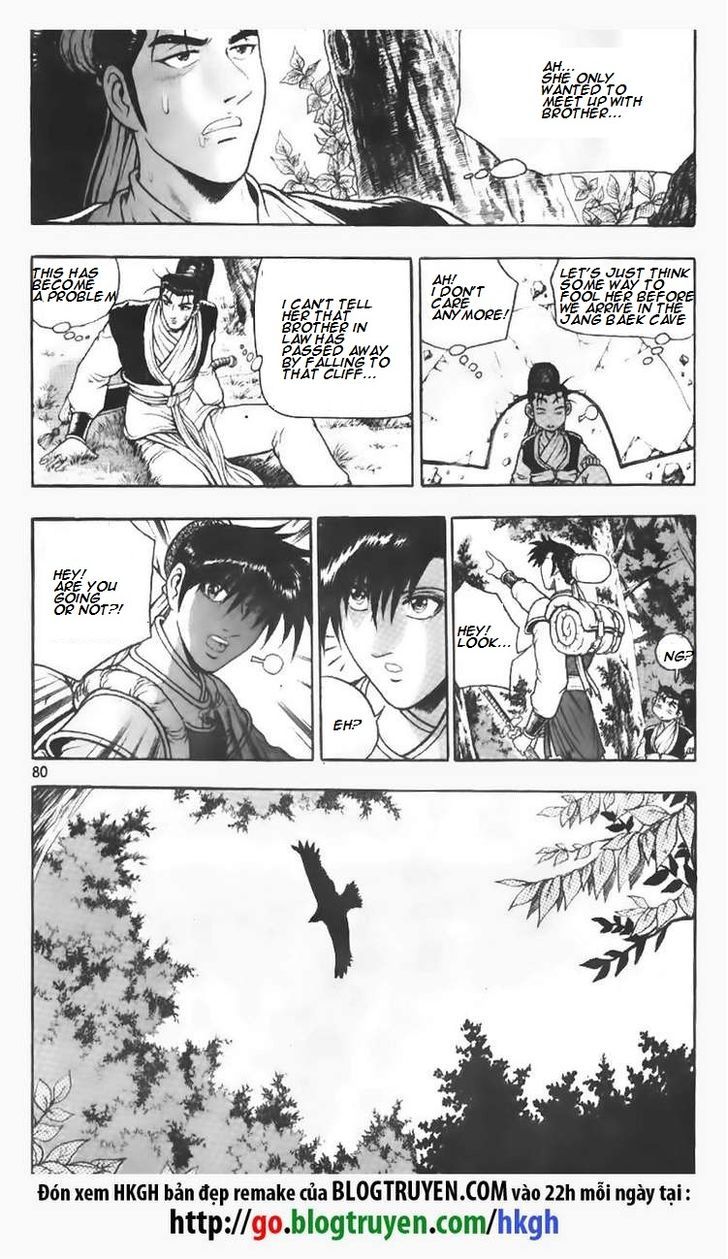 AH...
SHE ONLY
WANTED TO
MEET UP WITH
BROTHER...
THIS HAS
BECOME
A PROBLEM
I CAN'T TELL
HER THAT
BROTHER IN
LAW HAS
PASSED AWAY
BY FALLING TO
THAT CLIFF...
AH!
I DON'T
CARE
ANYMORE!
LET'S JUST THINK
SOME WAY TO
FOOL HER BEFORE
WE ARRIVE IN THE
JANG BAEK CAVE
HEY!
ARE YOU
GOING
OR NOT?!
EH?
HEY!
LOOK...
NG?
80
Đón xem HKGH bản đẹp remake của BLOGTRUYEN.COM vào 22h mỗi ngày tại :
http://go.blogtruyen.com/hkgh